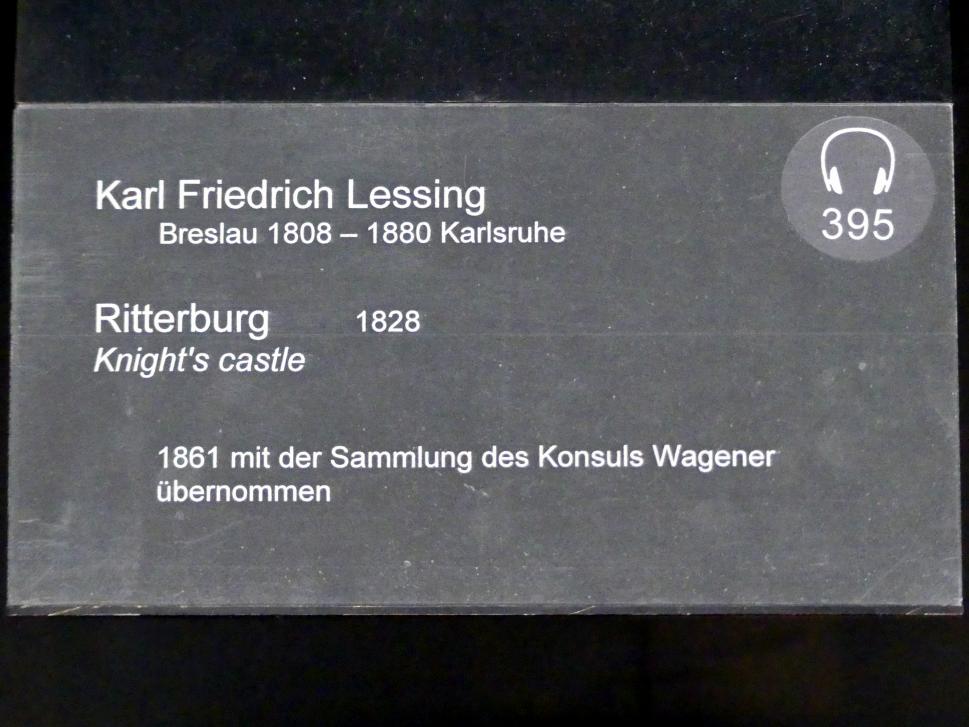 Karl Friedrich Lessing
Breslau 1808 – 1880 Karlsruhe
395
Ritterburg 1828
Knight's castle
1861 mit der Sammlung des Konsuls Wagener
übernommen